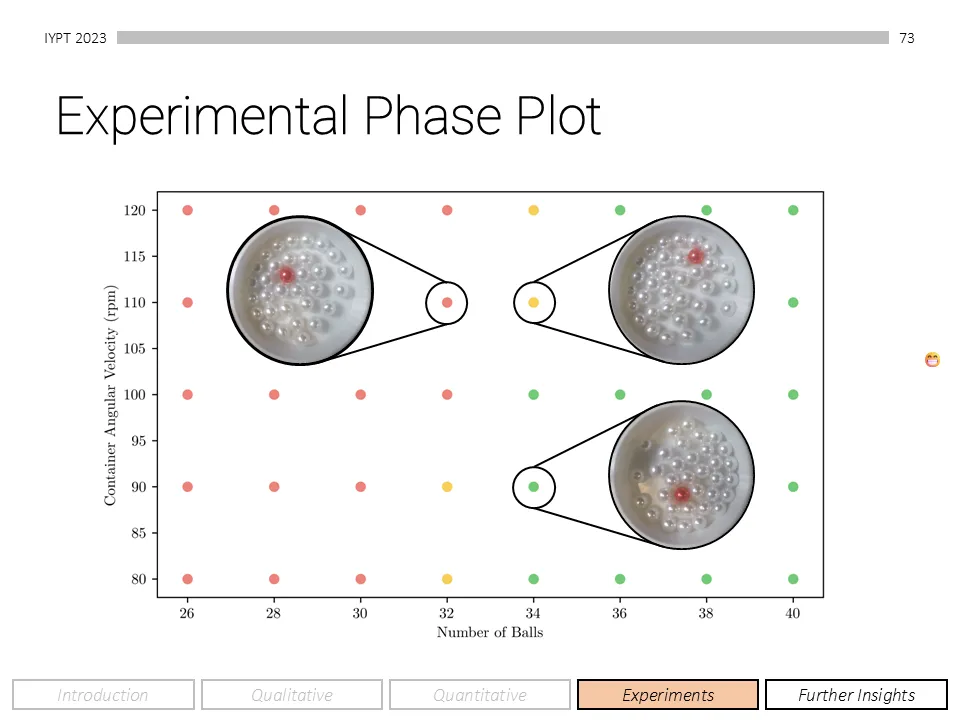 IYPT 2023
73
Experimental Phase Plot
120
115
110
105
100
95
90
85
80
Container Angular Velocity (rpm)
26 28 30 32 34 36 38 40
Number of Balls
Introduction Qualitative Quantitative Experiments Further Insights